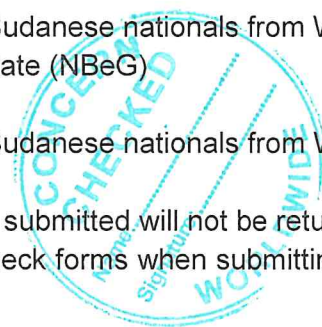 Sudanese nationals from W
ate (NBeG)
Sudanese nationals from W
submitted will not be retu
eck forms when submittin
CONCERN
WORLDWIDE
CHECKED
Name
Signature